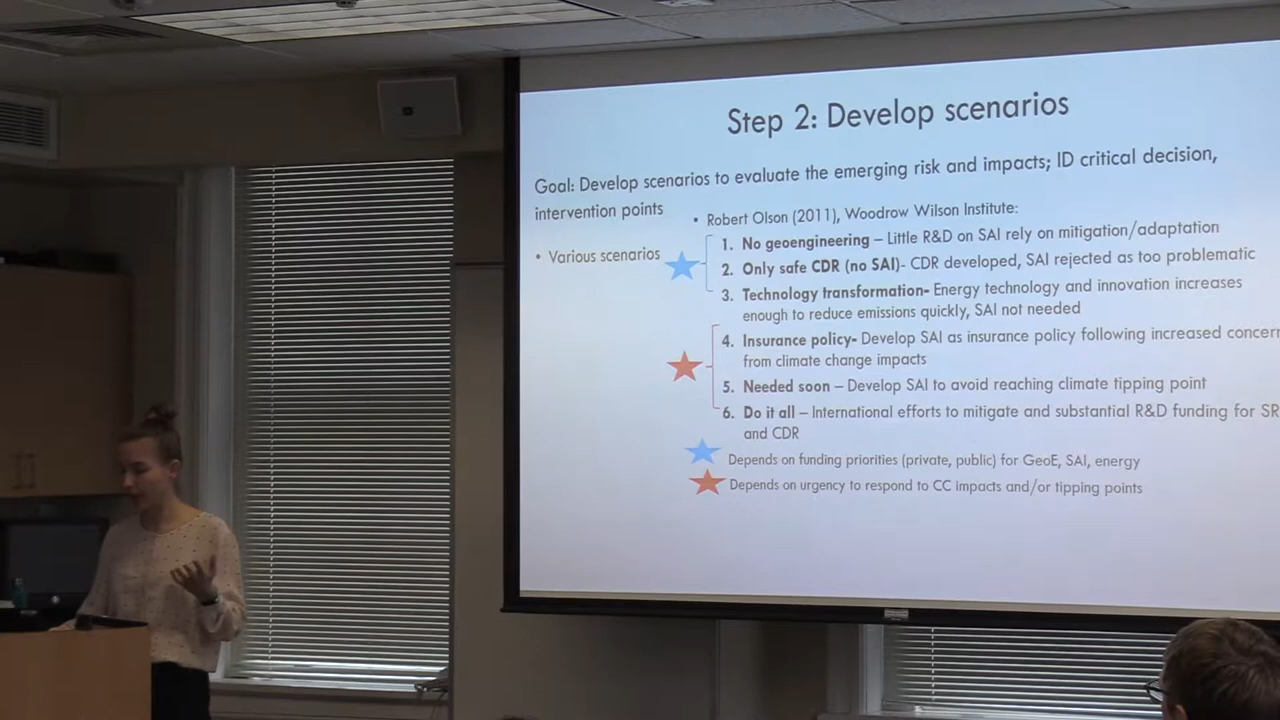 Step 2: Develop scenarios
Goal: Develop scenarios to evaluate the emerging risk and impacts; ID critical decision,
intervention points
• Various scenarios
• Robert Olson (2011), Woodrow Wilson Institute:
1. No geoengineering – Little R&D on SAI rely on mitigation/adaptation
2. Only safe CDR (no SAI)- CDR developed, SAI rejected as too problematic
3. Technology transformation- Energy technology and innovation increases
enough to reduce emissions quickly, SAI not needed
4. Insurance policy- Develop SAI as insurance policy following increased concern
from climate change impacts
5. Needed soon – Develop SAI to avoid reaching climate tipping point
6. Do it all – International efforts to mitigate and substantial R&D funding for SR
and CDR
Depends on funding priorities (private, public) for GeoE, SAI, energy
Depends on urgency to respond to CC impacts and/or tipping points